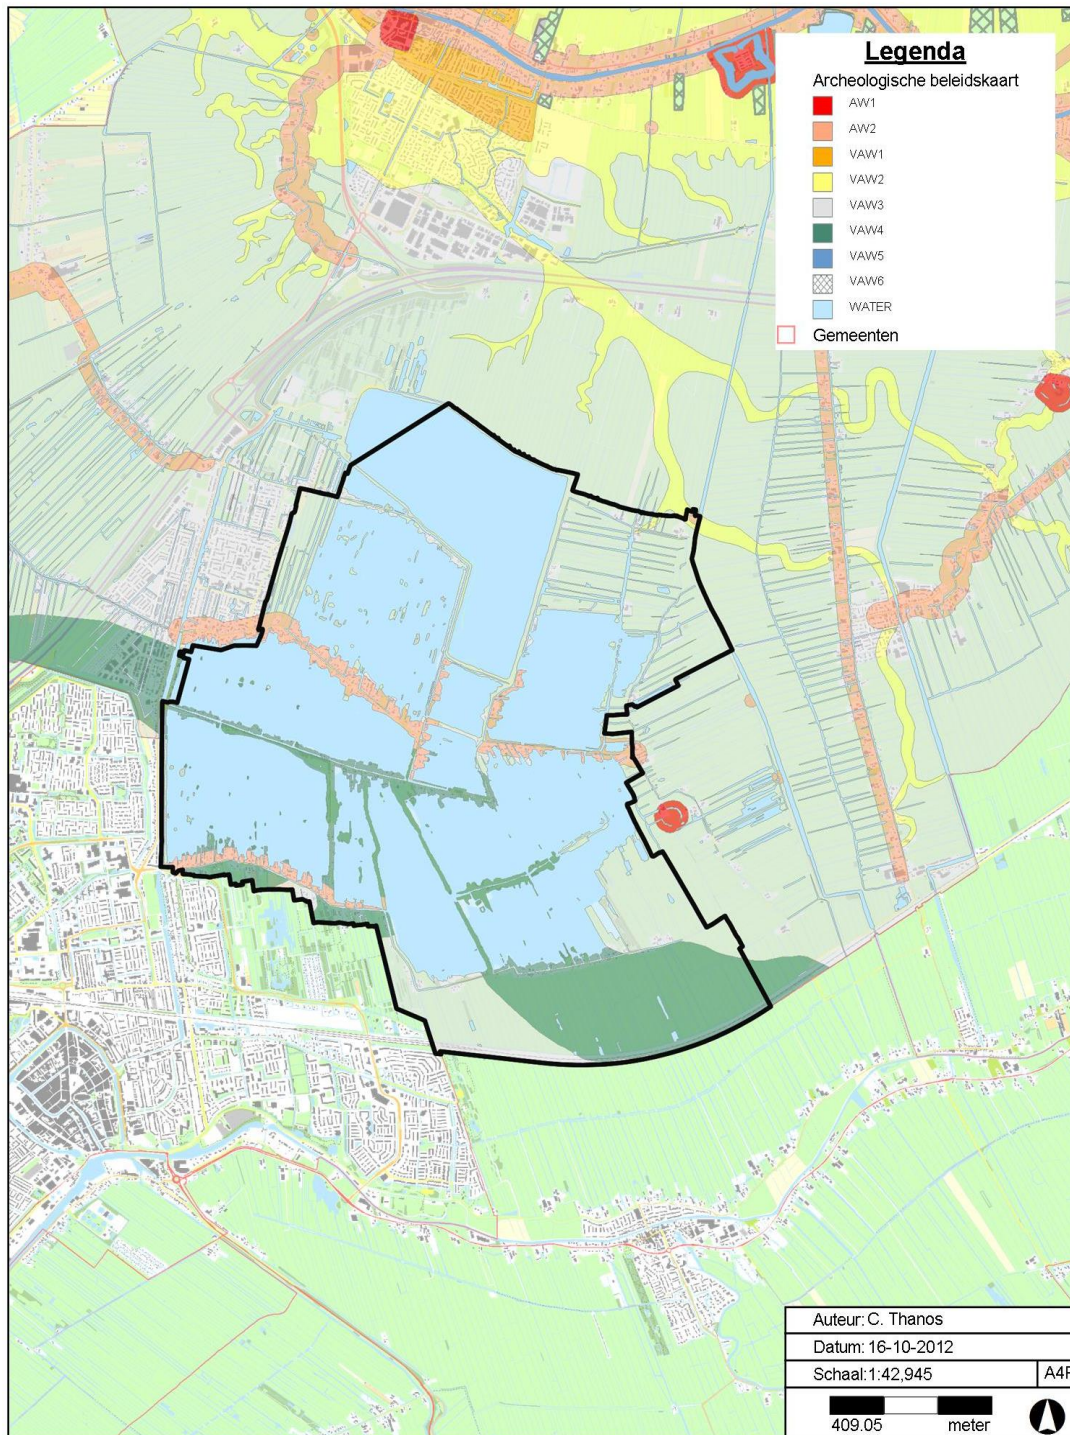 Legenda
Archeologische beleidskaart
AW1
AW2
VAW1
VAW2
VAW3
VAW4
VAW5
VAW6
WATER
Gemeenten
Auteur: C. Thanos
Datum: 16-10-2012
Schaal:1:42,945 A4P
409.05 meter